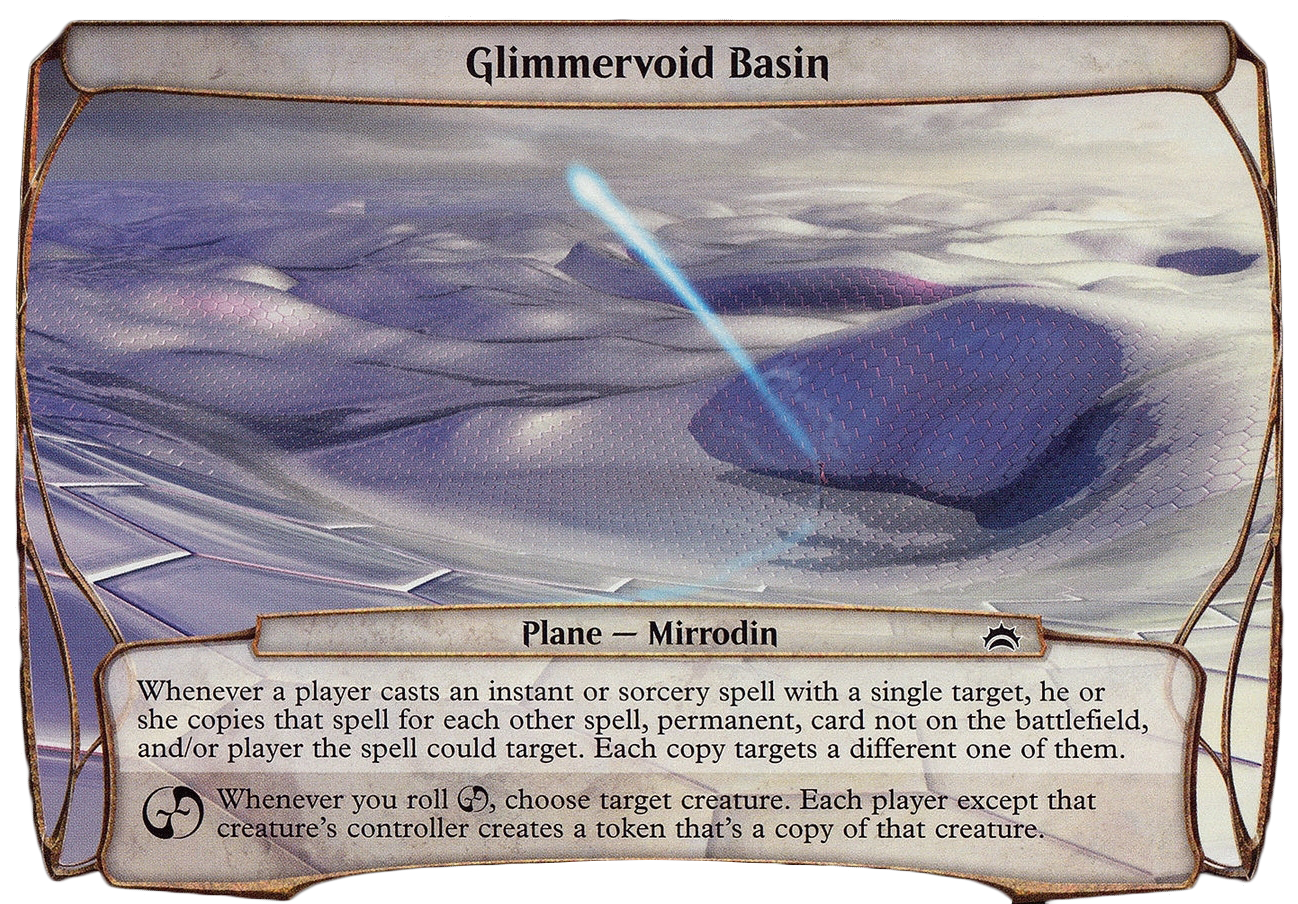 Glimmervoid Basin
Plane — Mirrodin
Whenever a player casts an instant or sorcery spell with a single target, he or
she copies that spell for each other spell, permanent, card not on the battlefield,
and/or player the spell could target. Each copy targets a different one of them.
Whenever you roll , choose target creature. Each player except that
creature's controller creates a token that's a copy of that creature.